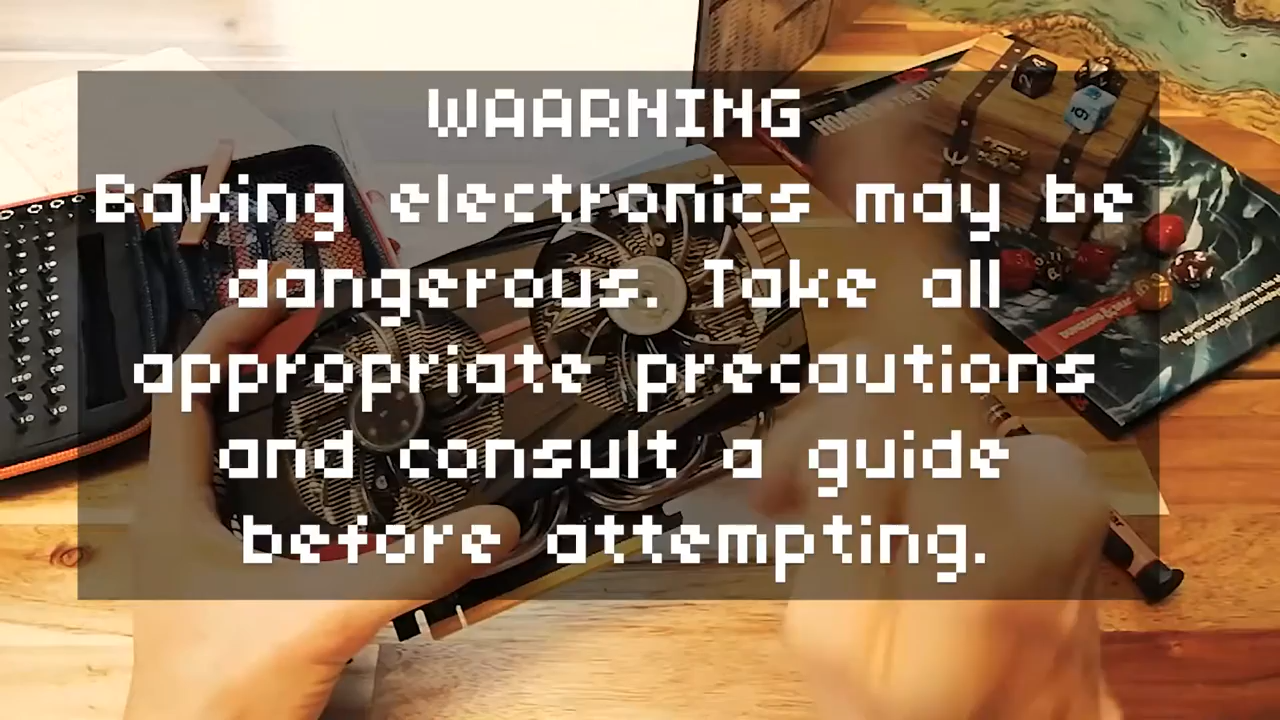 WAARNING
Baking electronics may be
dangerous. Take all
appropriate precautions
and consult a guide
before attempting.